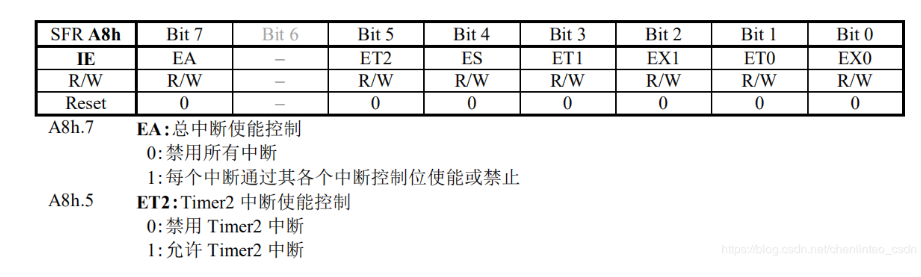 SFR A8h Bit 7 Bit 6 Bit 5 Bit 4 Bit 3 Bit 2 Bit 1 Bit 0
IE EA – ET2 ES ET1 EX1 ET0 EX0
R/W R/W – R/W R/W R/W R/W R/W R/W
Reset 0 – 0 0 0 0 0 0
A8h.7 EA:总中断使能控制
0:禁用所有中断
1:每个中断通过其各个中断控制位使能或禁止
A8h.5 ET2:Timer2 中断使能控制
0:禁用 Timer2 中断
1:允许 Timer2 中断
https://blog.csdn.net/chenlintao_csdn